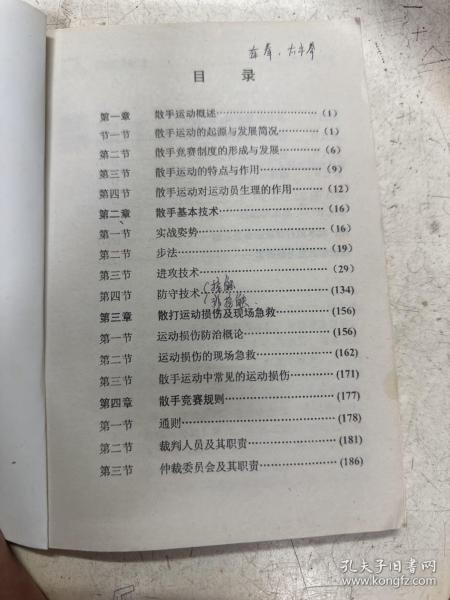 目 录
第一章 散手运动概述……………………(1)
节一节 散手运动的起源与发展简况……(1)
第二节 散手竞赛制度的形成与发展……(6)
第三节 散手运动的特点与作用…………(9)
第四节 散手运动对运动员生理的作用…(12)
第二章 散手基本技术……………………(16)
第一节 实战姿势…………………………(16)
第二节 步法………………………………(19)
第三节 进攻技术…………………………(29)
第四节 防守技术…………………………(134)
第三章 散打运动损伤及现场急救………(156)
第一节 运动损伤防治概论………………(156)
第二节 运动损伤的现场急救……………(162)
第三节 散手运动中常见的运动损伤……(171)
第四章 散手竞赛规则……………………(177)
第一节 通则………………………………(178)
第二节 裁判人员及其职责………………(181)
第三节 仲裁委员会及其职责……………(186)
孔夫子旧书网
www.kongfz.com